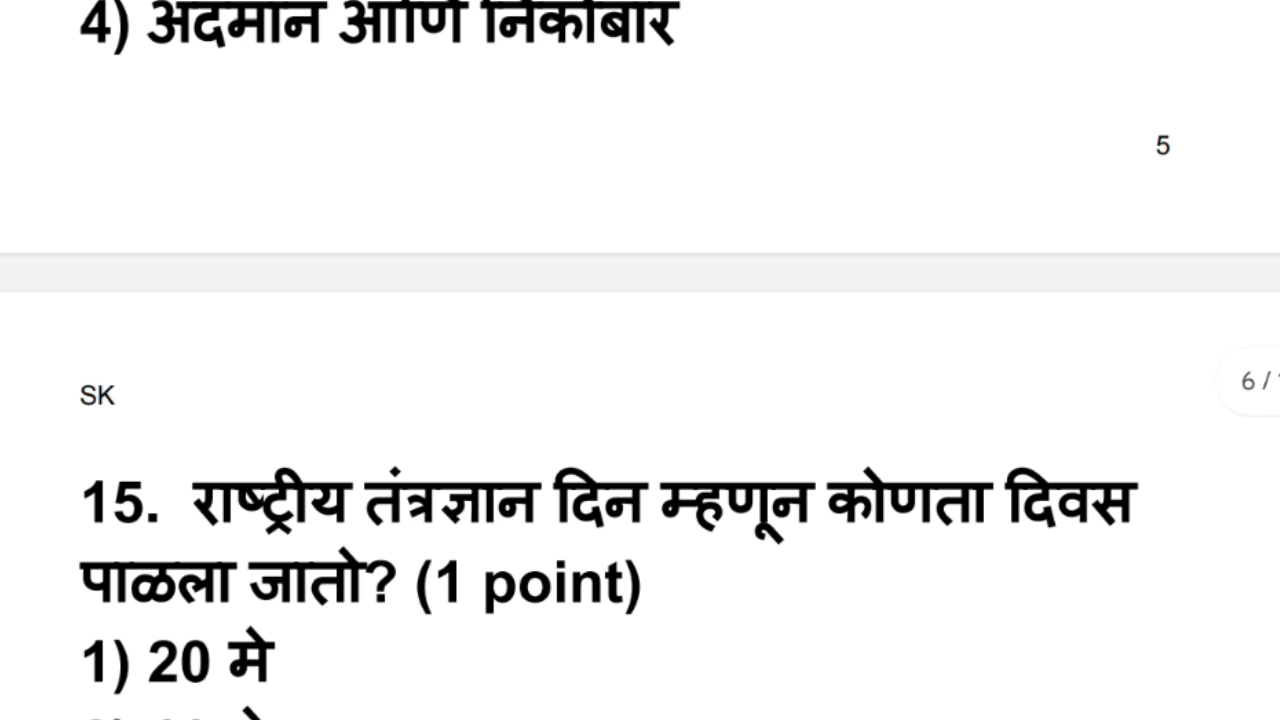 4) अंदमान आणि निकोबार
5
SK
6 /
15. राष्ट्रीय तंत्रज्ञान दिन म्हणून कोणता दिवस
पाळला जातो? (1 point)
1) 20 मे